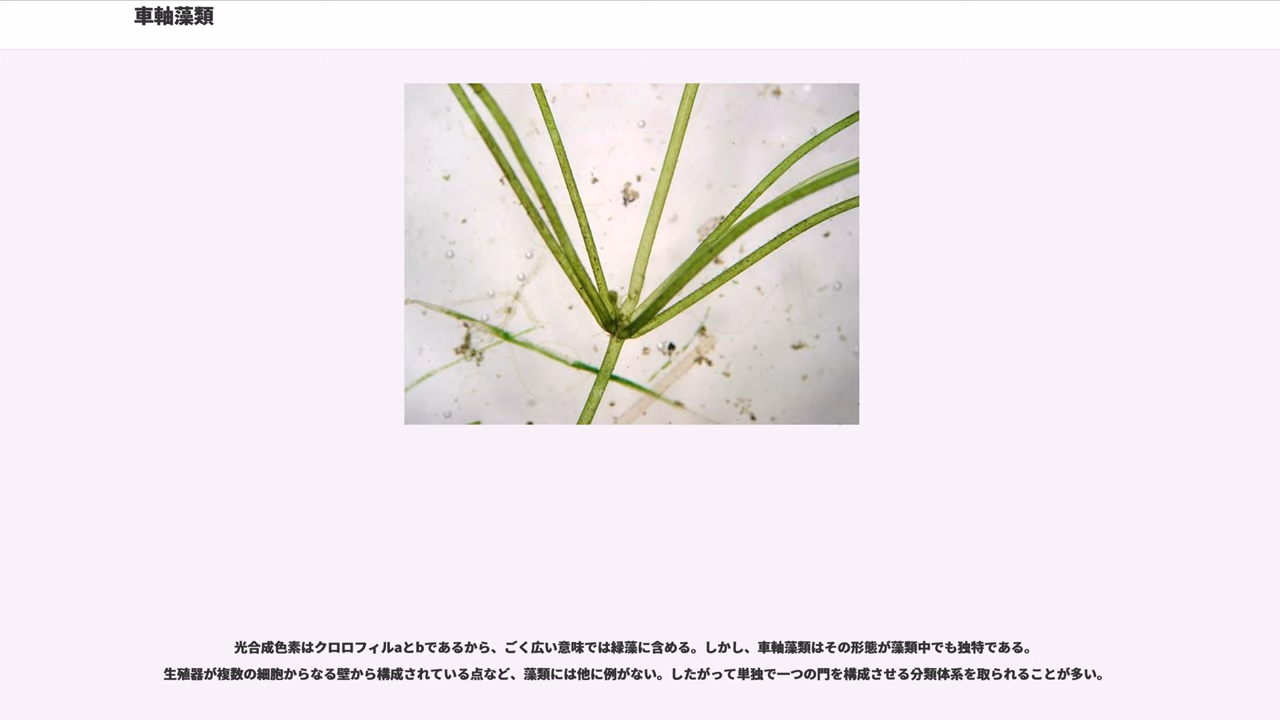 車軸藻類
光合成色素はクロロフィルaとbであるから、ごく広い意味では緑藻に含める。しかし、車軸藻類はその形態が藻類中でも独特である。
生殖器が複数の細胞からなる壁から構成されている点など、藻類には他に例がない。したがって単独で一つの門を構成させる分類体系を取られることが多い。